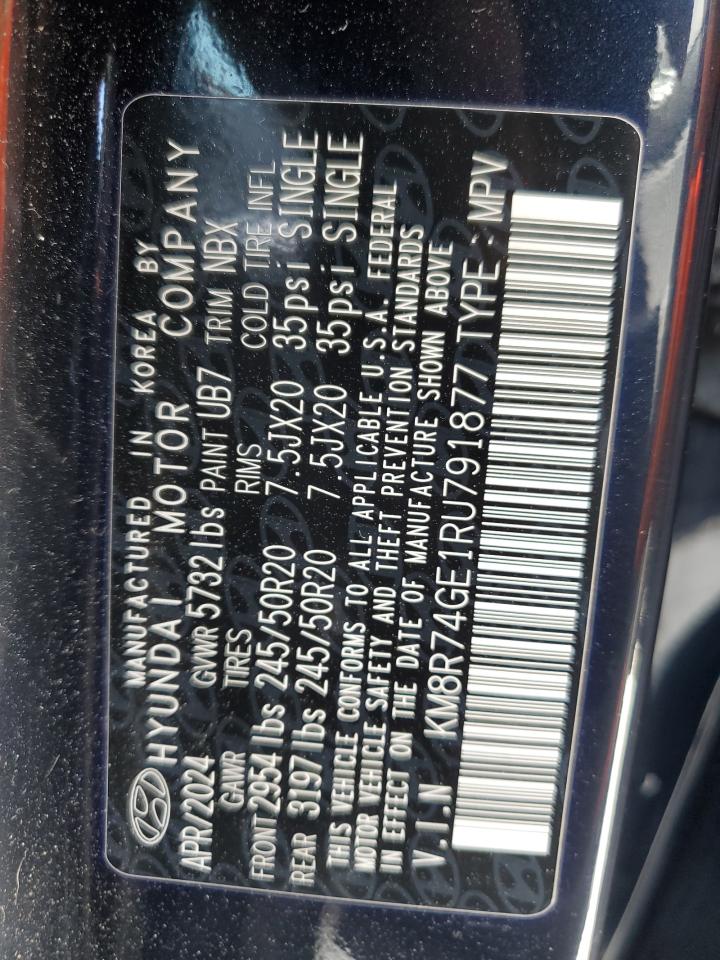 MANUFACTURED IN KOREA BY
HYUNDAI MOTOR COMPANY
APR/2024 GVWR 5732 lbs PAINT UB7 TRIM NBX
GAWR TIRES RIMS COLD TIRE INFL
FRONT 2954 lbs 245/50R20 7.5JX20 35psi SINGLE
REAR 3197 lbs 245/50R20 7.5JX20 35psi SINGLE
THIS VEHICLE CONFORMS TO ALL APPLICABLE U.S.A. FEDERAL
MOTOR VEHICLE SAFETY AND THEFT PREVENTION STANDARDS
IN EFFECT ON THE DATE OF MANUFACTURE SHOWN ABOVE
V.I.N KM8R74GE1RU791877 TYPE : MPV